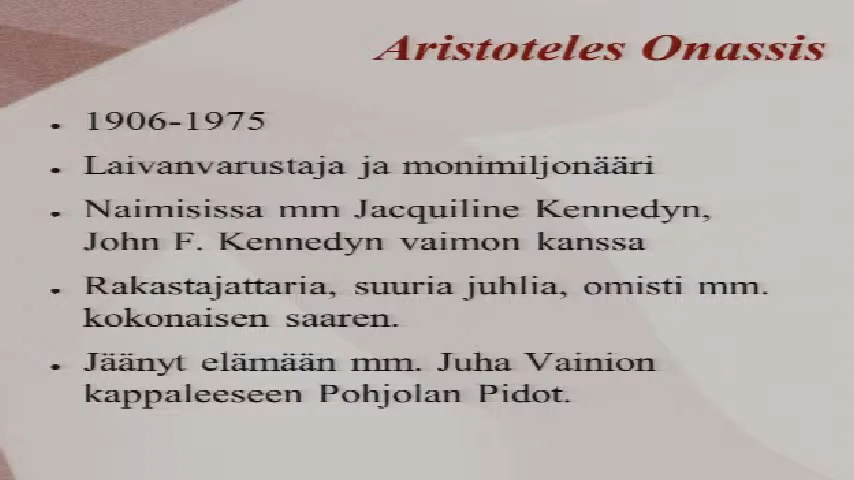 Aristoteles Onassis
• 1906-1975
• Laivanvarustaja ja monimiljonääri
• Naimisissa mm Jacquiline Kennedyn,
John F. Kennedyn vaimon kanssa
• Rakastajattaria, suuria juhlia, omisti mm.
kokonaisen saaren.
• Jäänyt elämään mm. Juha Vainion
kappaleeseen Pohjolan Pidot.